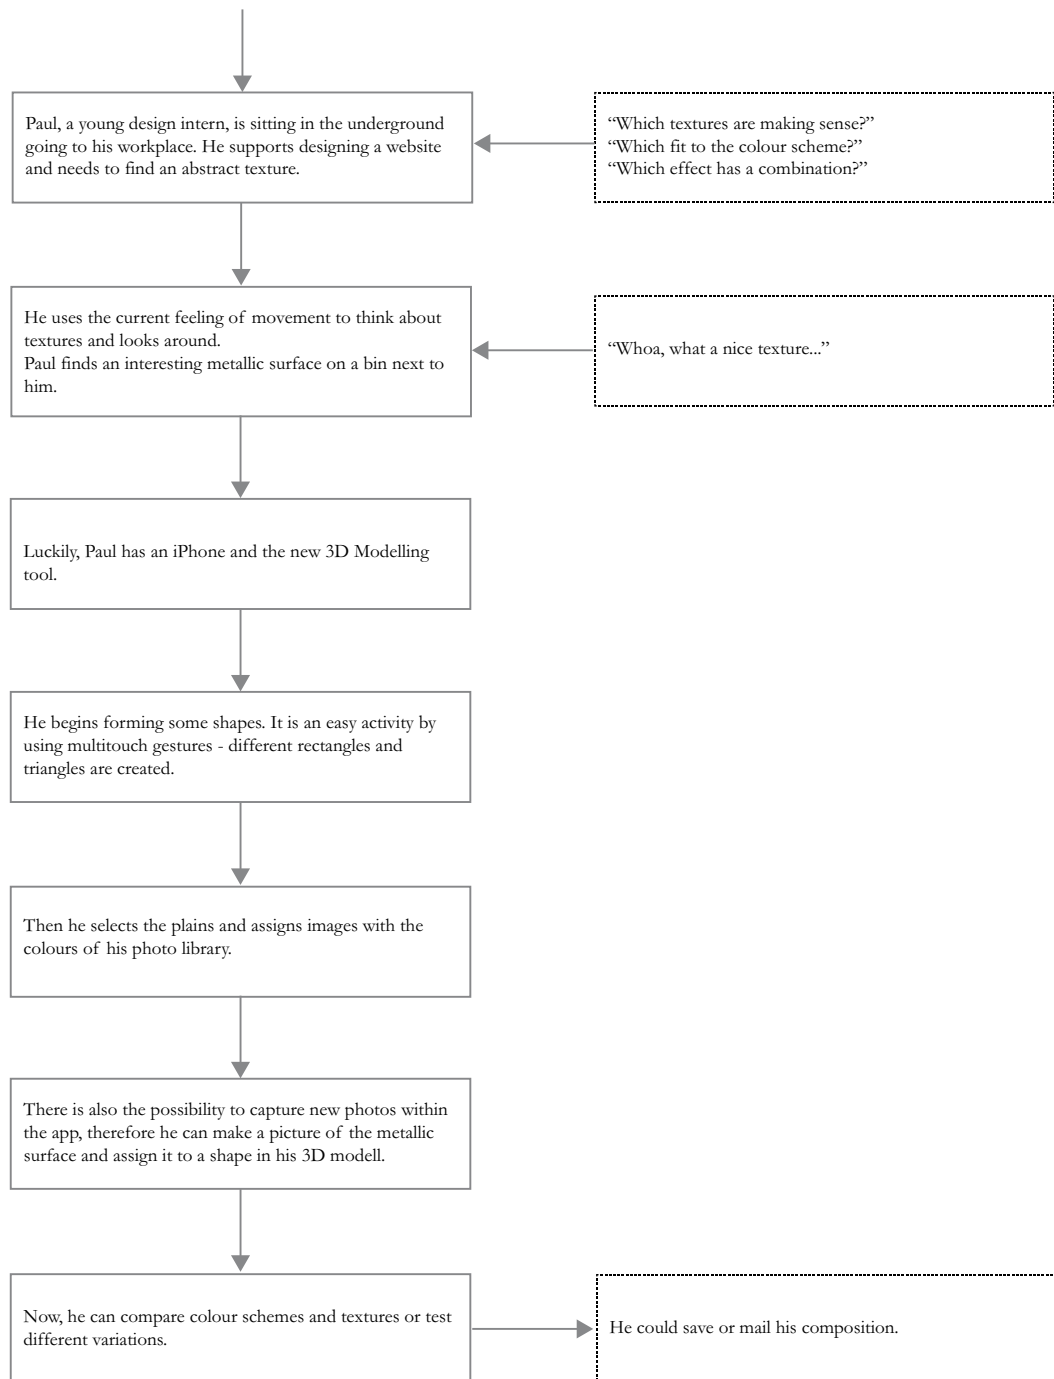 Paul, a young design intern, is sitting in the underground
going to his workplace. He supports designing a website
and needs to find an abstract texture.
“Which textures are making sense?”
“Which fit to the colour scheme?”
“Which effect has a combination?”
He uses the current feeling of movement to think about
textures and looks around.
Paul finds an interesting metallic surface on a bin next to
him.
“Whoa, what a nice texture...”
Luckily, Paul has an iPhone and the new 3D Modelling
tool.
He begins forming some shapes. It is an easy activity by
using multitouch gestures - different rectangles and
triangles are created.
Then he selects the plains and assigns images with the
colours of his photo library.
There is also the possibility to capture new photos within
the app, therefore he can make a picture of the metallic
surface and assign it to a shape in his 3D modell.
Now, he can compare colour schemes and textures or test
different variations.
He could save or mail his composition.